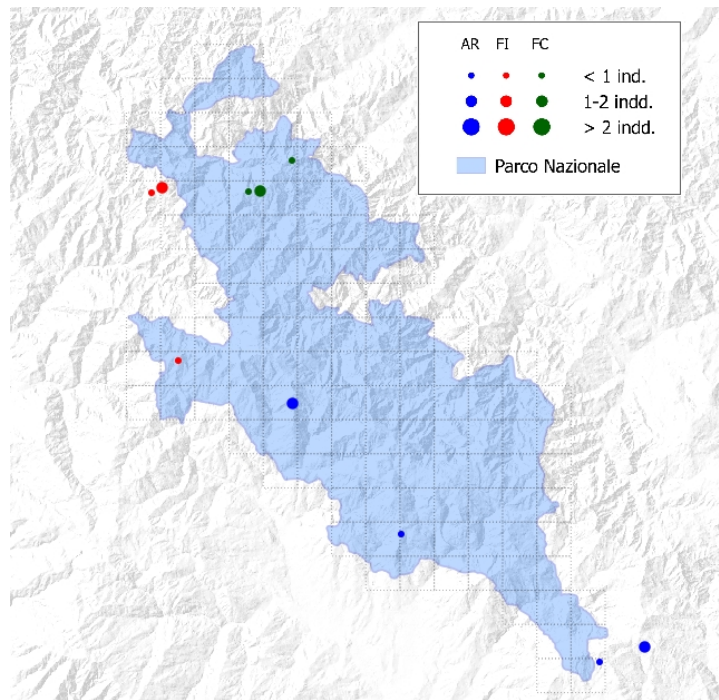 AR FI FC
< 1 ind.
1-2 indd.
> 2 indd.
Parco Nazionale